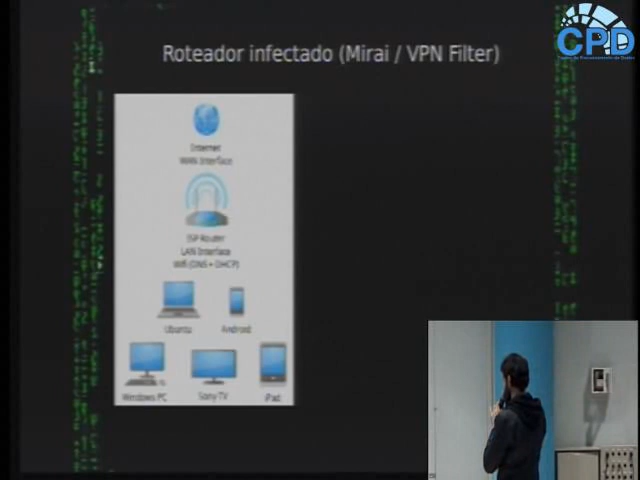 Roteador infectado (Mirai / VPN Filter)
CPD
Internet
WAN Interface
ISP Router
LAN Interface
Wifi (DNS + DHCP)
Ubuntu
Android
Windows PC
Sony TV
iPad